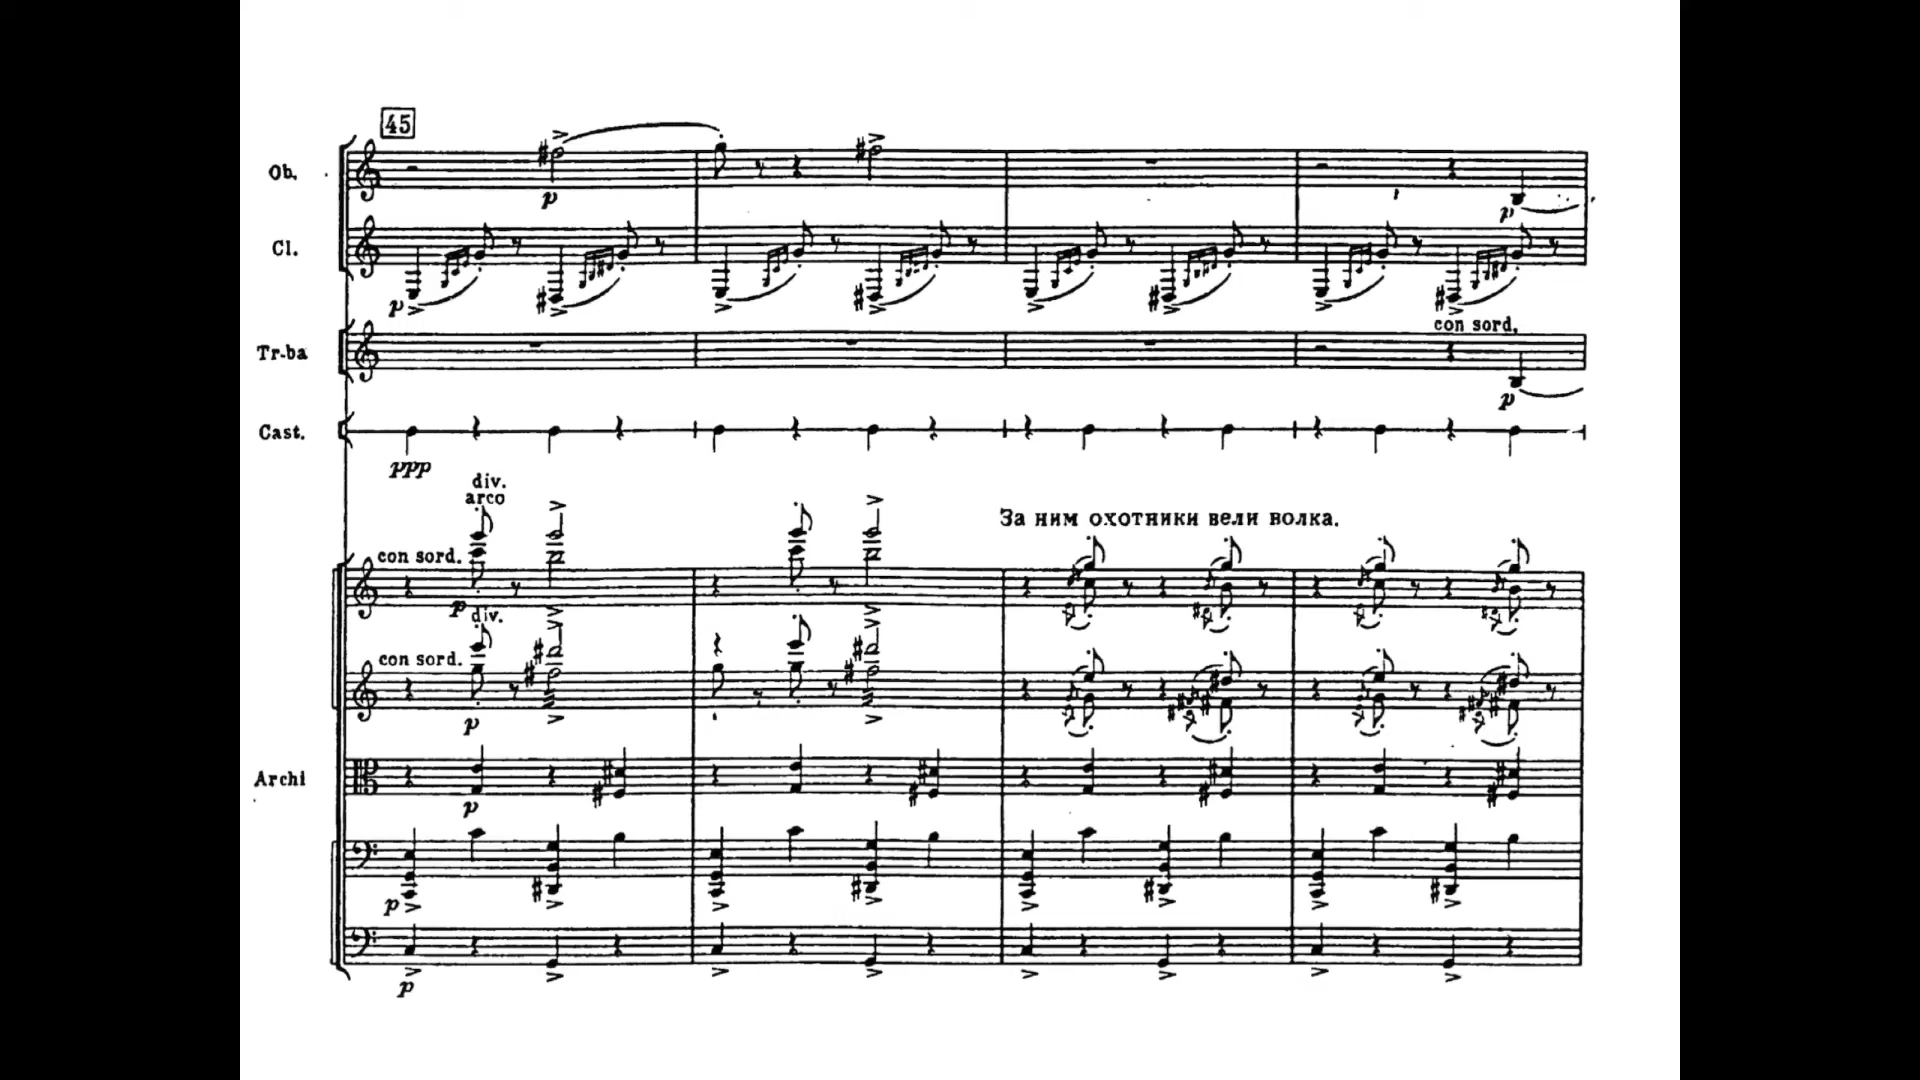 45
Ob.
p
p
Cl.
p
con sord.
Tr-ba
p
Cast.
ppp
div.
arco
За ним охотники вели волка.
con sord.
p
div.
con sord.
p
Archi
p
p
p